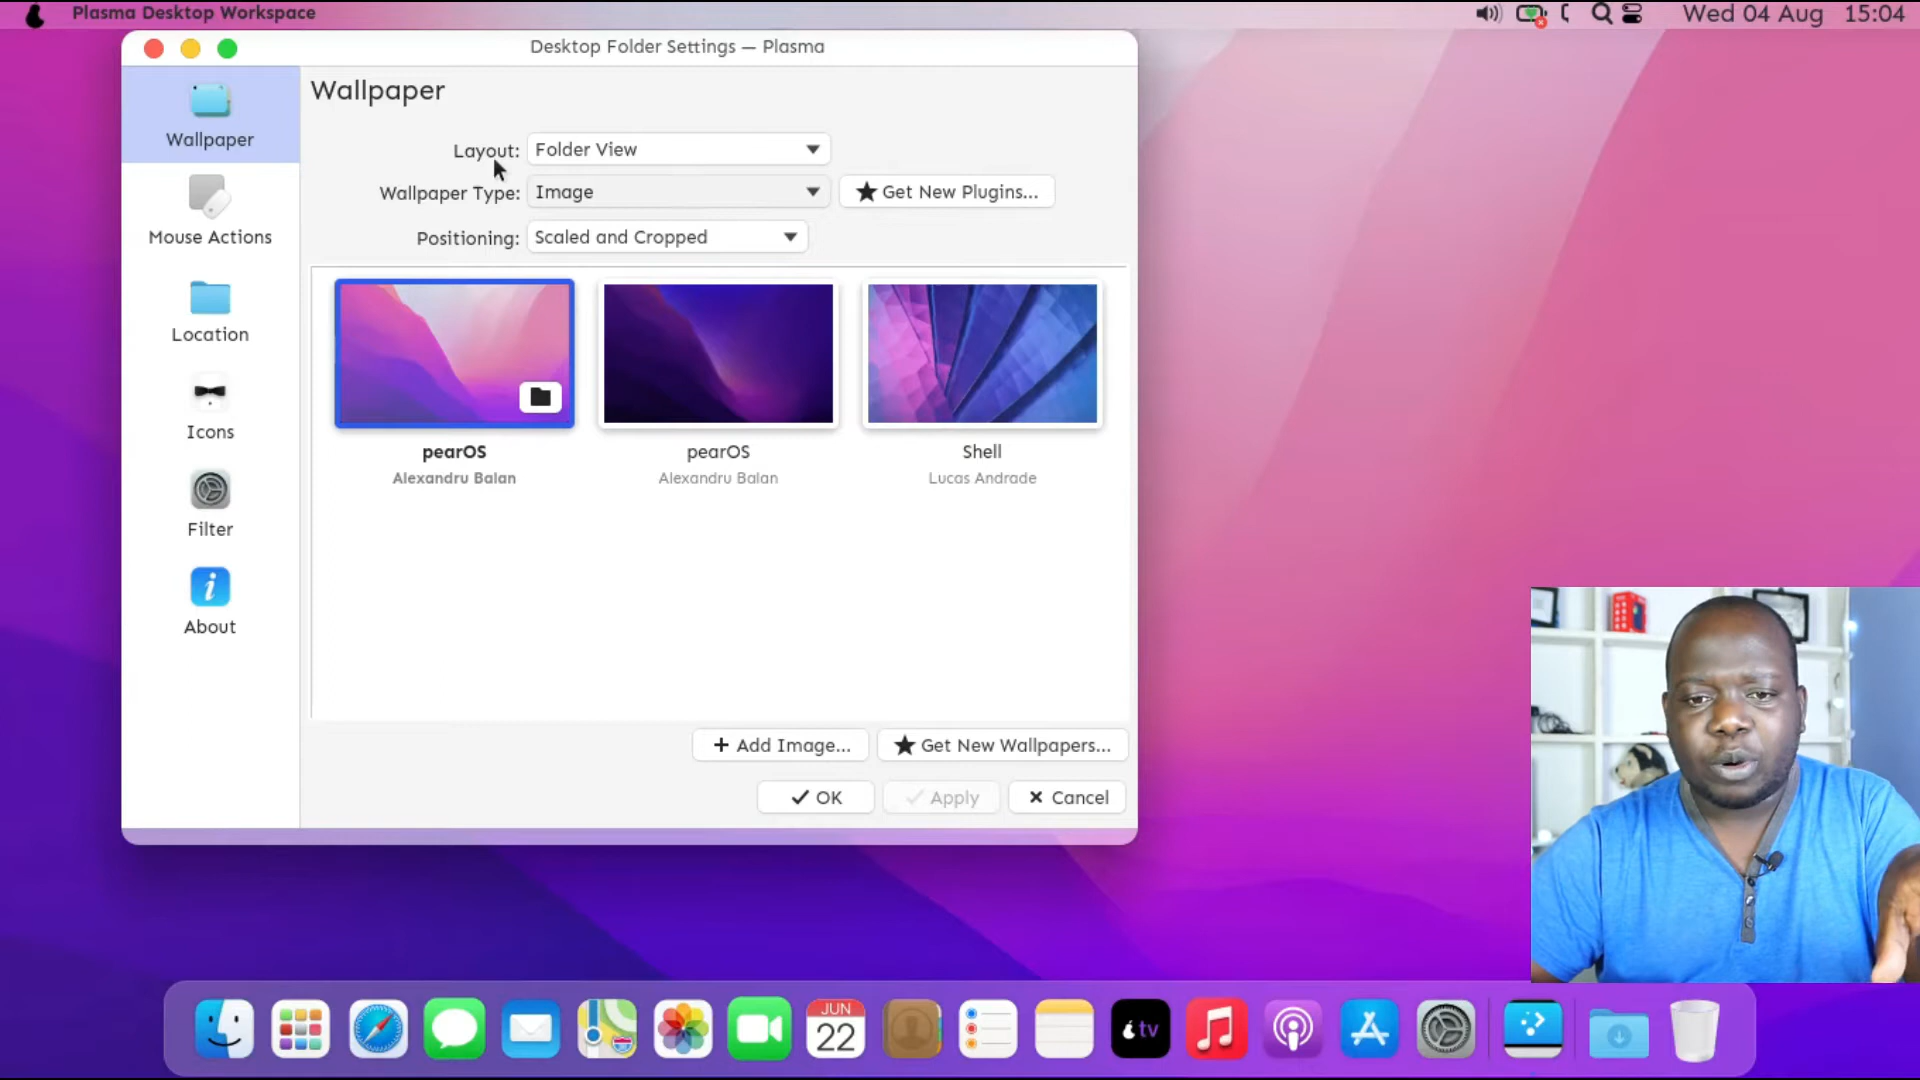 Plasma Desktop Workspace
Wed 04 Aug 15:04
Desktop Folder Settings — Plasma
Wallpaper
Mouse Actions
Location
Icons
Filter
About
Wallpaper
Layout: Folder View
Wallpaper Type: Image
Get New Plugins...
Positioning: Scaled and Cropped
pearOS
Alexandru Balan
pearOS
Alexandru Balan
Shell
Lucas Andrade
Add Image...
Get New Wallpapers...
OK
Apply
Cancel
JUN
22
tv